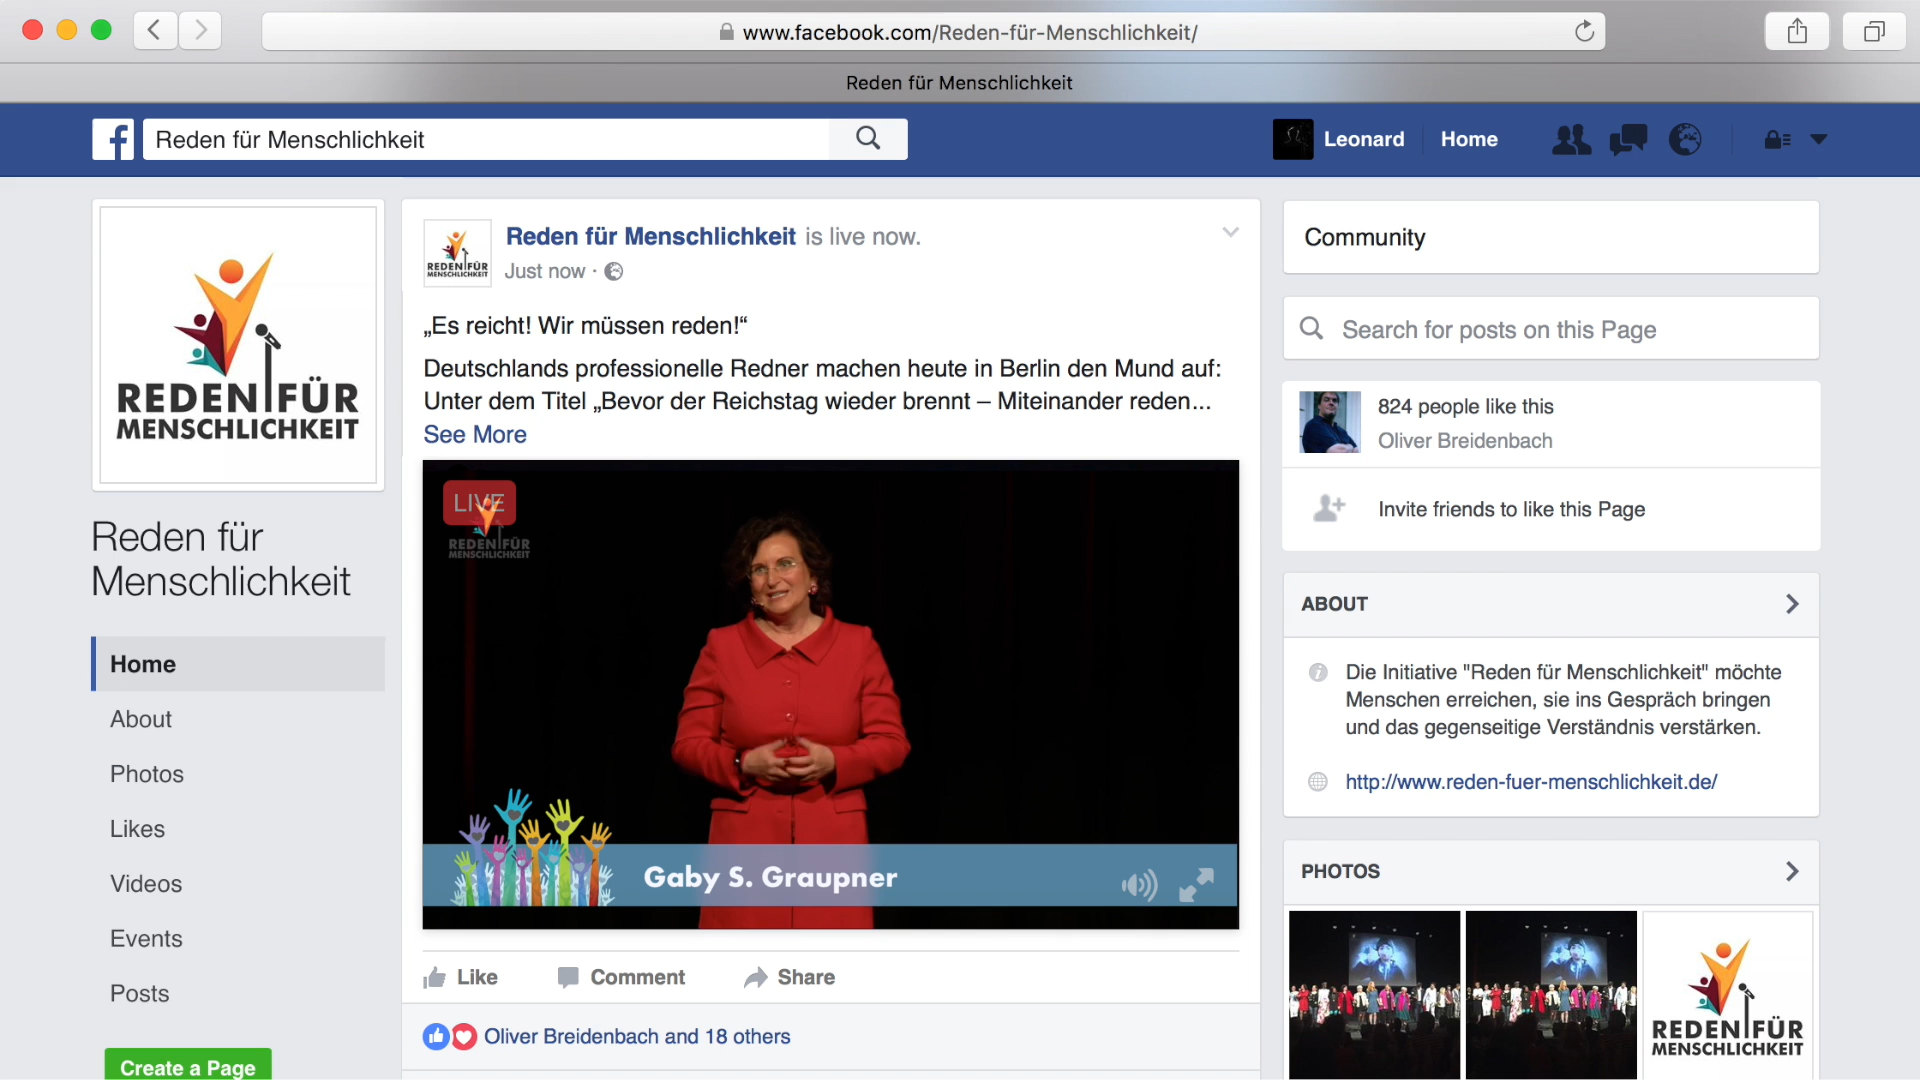 www.facebook.com/Reden-für-Menschlichkeit/
Reden für Menschlichkeit
Reden für Menschlichkeit
Leonard
Home
REDEN FÜR
MENSCHLICHKEIT
Reden für
Menschlichkeit
Home
About
Photos
Likes
Videos
Events
Posts
Create a Page
REDEN FÜR
MENSCHLICHKEIT
Reden für Menschlichkeit is live now.
Just now ·
„Es reicht! Wir müssen reden!“
Deutschlands professionelle Redner machen heute in Berlin den Mund auf:
Unter dem Titel „Bevor der Reichstag wieder brennt – Miteinander reden...
See More
LIVE
REDEN FÜR
MENSCHLICHKEIT
Gaby S. Graupner
Like
Comment
Share
Oliver Breidenbach and 18 others
Community
Search for posts on this Page
824 people like this
Oliver Breidenbach
Invite friends to like this Page
ABOUT
Die Initiative "Reden für Menschlichkeit" möchte
Menschen erreichen, sie ins Gespräch bringen
und das gegenseitige Verständnis verstärken.
http://www.reden-fuer-menschlichkeit.de/
PHOTOS
REDEN FÜR
MENSCHLICHKEIT